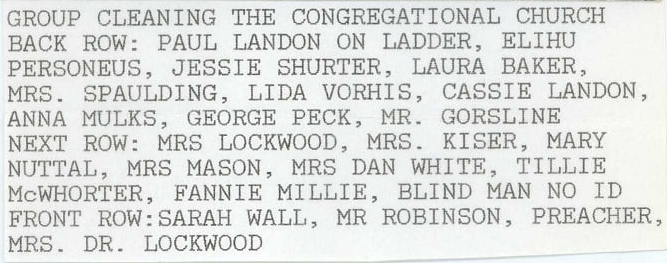 GROUP CLEANING THE CONGREGATIONAL CHURCH
BACK ROW: PAUL LANDON ON LADDER, ELIHU
PERSONEUS, JESSIE SHURTER, LAURA BAKER,
MRS. SPAULDING, LIDA VORHIS, CASSIE LANDON,
ANNA MULKS, GEORGE PECK, MR. GORSLINE
NEXT ROW: MRS LOCKWOOD, MRS. KISER, MARY
NUTTAL, MRS MASON, MRS DAN WHITE, TILLIE
McWHORTER, FANNIE MILLIE, BLIND MAN NO ID
FRONT ROW:SARAH WALL, MR ROBINSON, PREACHER,
MRS. DR. LOCKWOOD